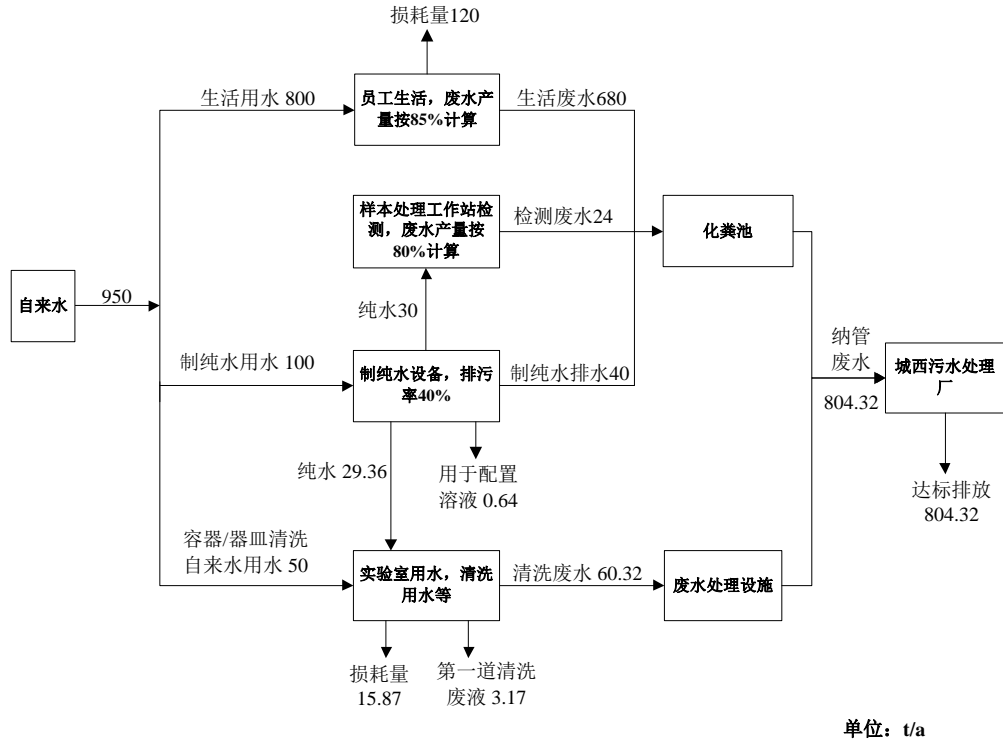 损耗量120
生活用水 800
员工生活，废水产
量按85%计算
生活废水680
样本处理工作站检
测，废水产量按
80%计算
检测废水24
化粪池
自来水
950
纯水30
制纯水用水 100
制纯水设备，排污
率40%
制纯水排水40
纳管
废水
804.32
城西污水处理
厂
纯水 29.36
用于配置
溶液 0.64
达标排放
804.32
容器/器皿清洗
自来水用水 50
实验室用水，清洗
用水等
清洗废水 60.32
废水处理设施
损耗量
15.87
第一道清洗
废液 3.17
单位：t/a